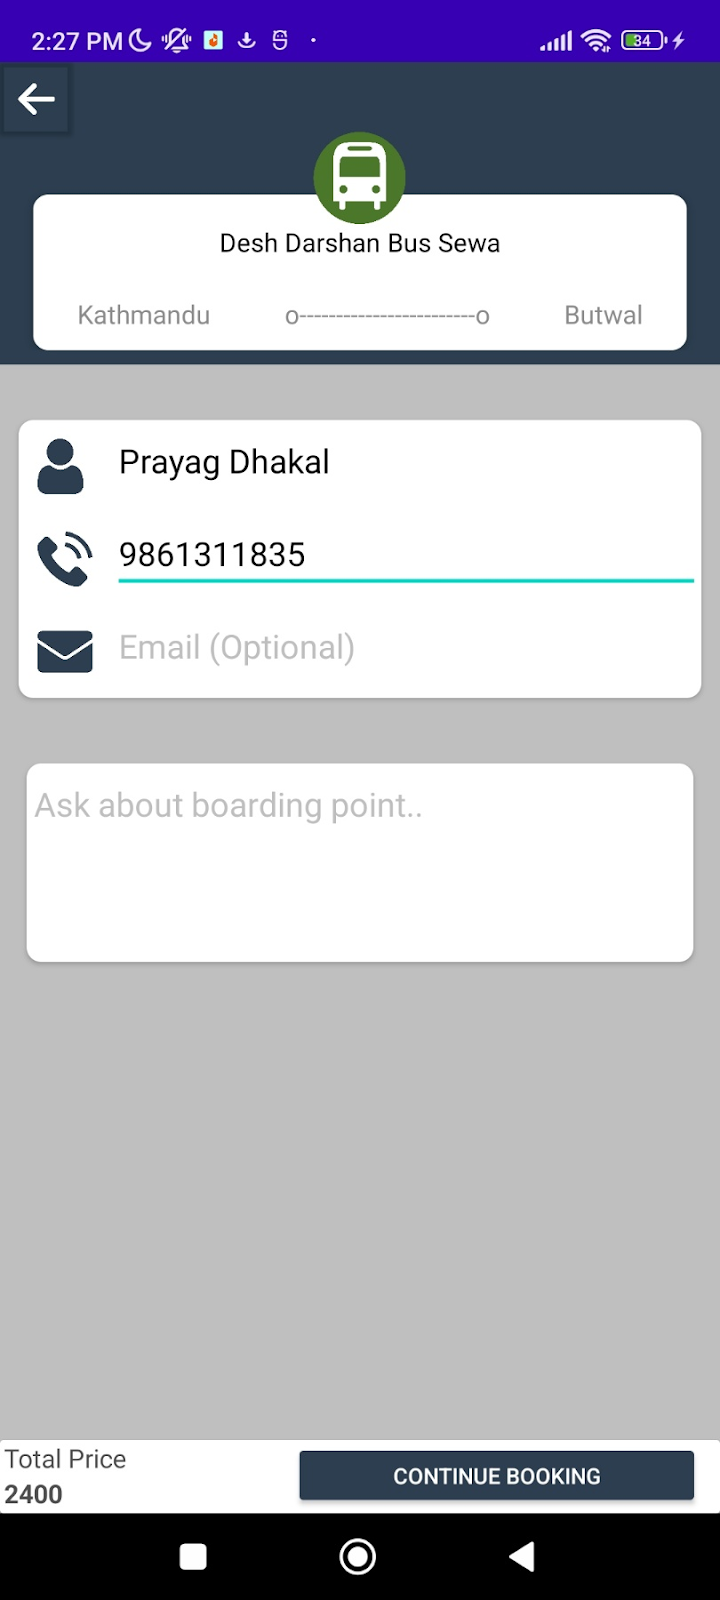 2:27 PM
84
Desh Darshan Bus Sewa
Kathmandu o------------------------o Butwal
Prayag Dhakal
9861311835
Email (Optional)
Ask about boarding point..
Total Price
2400
CONTINUE BOOKING